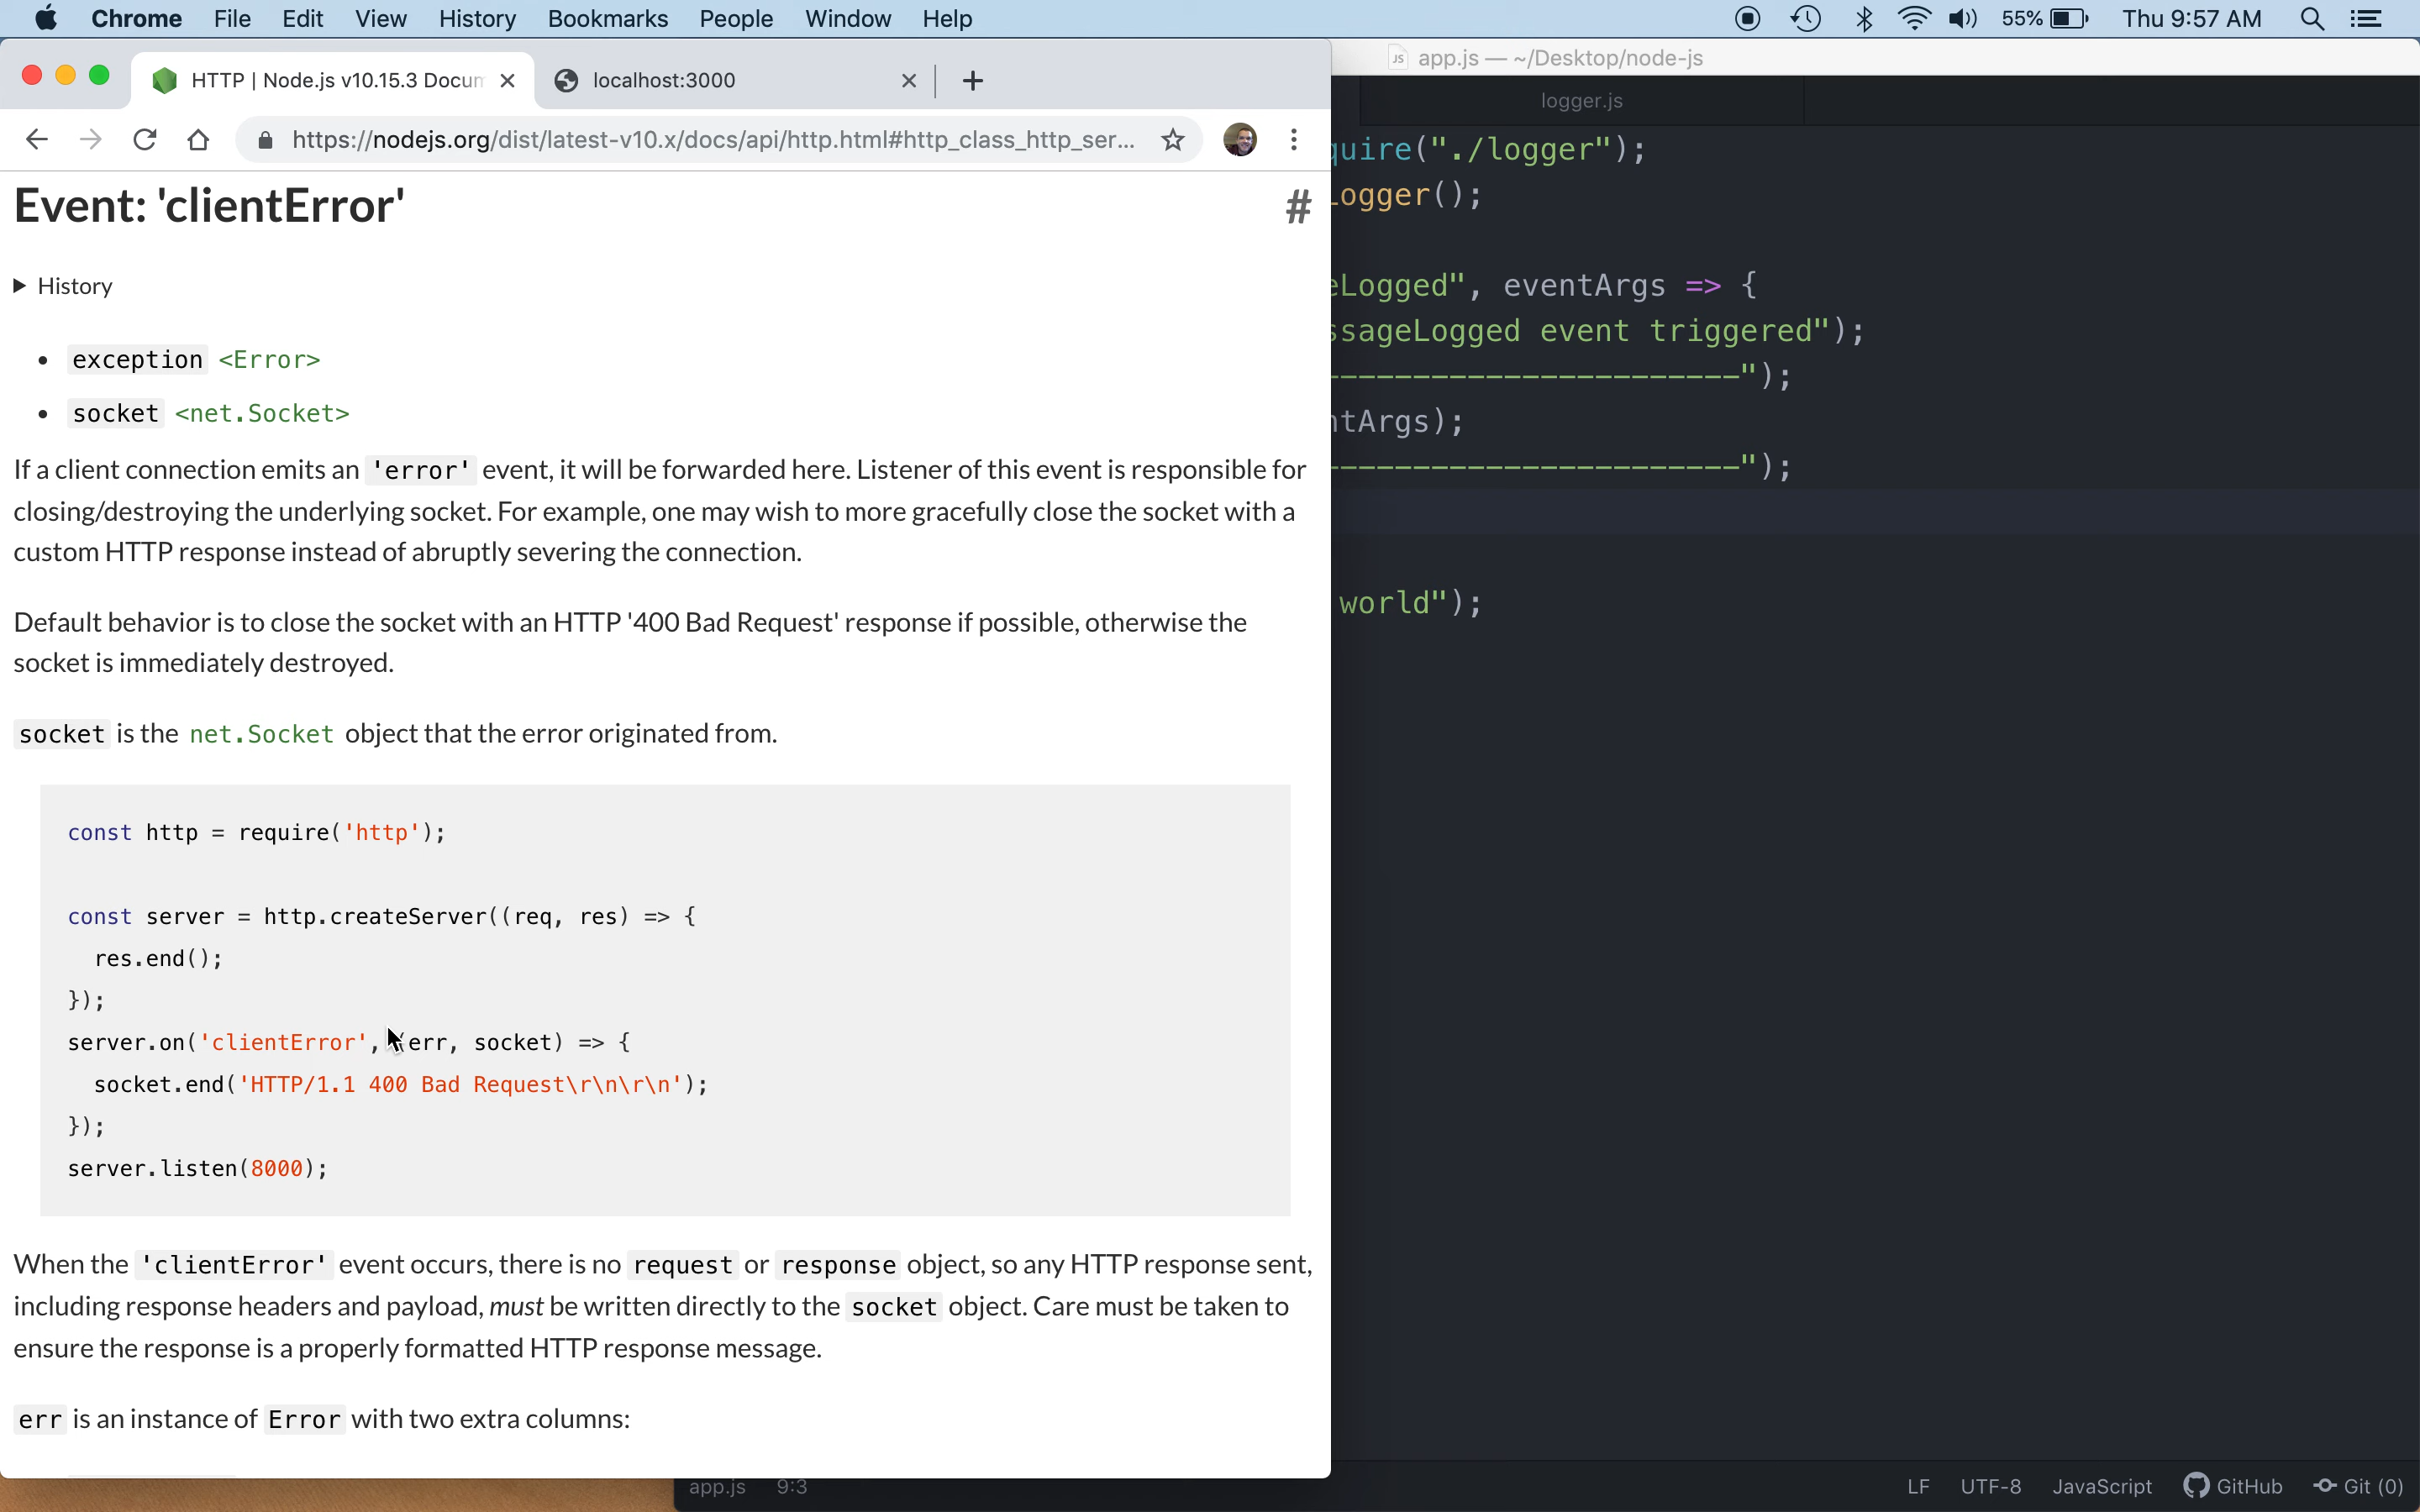 Chrome File Edit View History Bookmarks People Window Help 55% Thu 9:57 AM
HTTP | Node.js v10.15.3 Docum
localhost:3000
https://nodejs.org/dist/latest-v10.x/docs/api/http.html#http_class_http_ser...
Event: 'clientError' #
▶ History
• exception <Error>
• socket <net.Socket>
If a client connection emits an 'error' event, it will be forwarded here. Listener of this event is responsible for
closing/destroying the underlying socket. For example, one may wish to more gracefully close the socket with a
custom HTTP response instead of abruptly severing the connection.
Default behavior is to close the socket with an HTTP '400 Bad Request' response if possible, otherwise the
socket is immediately destroyed.
socket is the net.Socket object that the error originated from.
const http = require('http');
const server = http.createServer((req, res) => {
res.end();
});
server.on('clientError', (err, socket) => {
socket.end('HTTP/1.1 400 Bad Request\r\n\r\n');
});
server.listen(8000);
When the 'clientError' event occurs, there is no request or response object, so any HTTP response sent,
including response headers and payload, must be written directly to the socket object. Care must be taken to
ensure the response is a properly formatted HTTP response message.
err is an instance of Error with two extra columns:
app.js — ~/Desktop/node-js
logger.js
quire("./logger");
Logger();
eLogged", eventArgs => {
ssageLogged event triggered");
-----------------------");
ntArgs);
-----------------------");
world");
app.js 9:3 LF UTF-8 JavaScript GitHub Git (0)